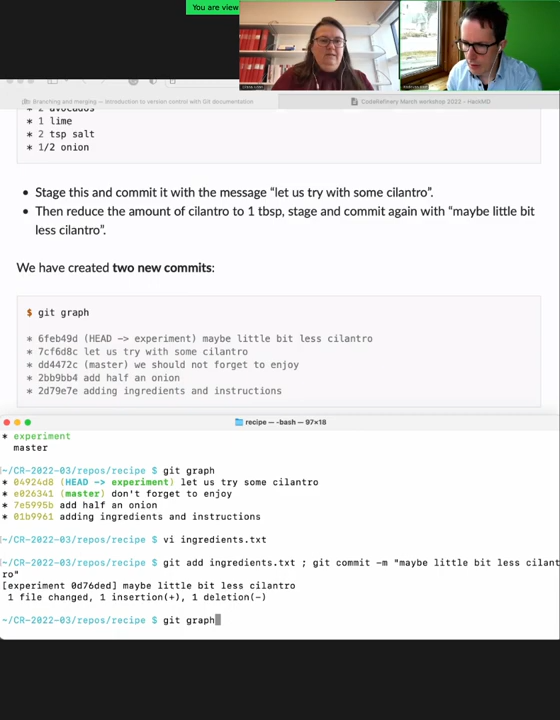 You are view
Branching and merging — Introduction to version control with Git documentation
CodeRefinery March workshop 2022 - HackMD
* 2 avocados
* 1 lime
* 2 tsp salt
* 1/2 onion
• Stage this and commit it with the message “let us try with some cilantro”.
• Then reduce the amount of cilantro to 1 tbsp, stage and commit again with “maybe little bit
less cilantro”.
We have created two new commits:
$ git graph
* 6feb49d (HEAD -> experiment) maybe little bit less cilantro
* 7cf6d8c let us try with some cilantro
* dd4472c (master) we should not forget to enjoy
* 2bb9bb4 add half an onion
* 2d79e7e adding ingredients and instructions
recipe — -bash — 97×18
* experiment
master
[~/CR-2022-03/repos/recipe $ git graph
* 04924d8 (HEAD -> experiment) let us try some cilantro
* e026341 (master) don't forget to enjoy
* 7e5995b add half an onion
* 01b9961 adding ingredients and instructions
~/CR-2022-03/repos/recipe $ vi ingredients.txt
[~/CR-2022-03/repos/recipe $ git add ingredients.txt ; git commit -m "maybe little bit less cilant
ro"
[experiment 0d76ded] maybe little bit less cilantro
1 file changed, 1 insertion(+), 1 deletion(-)
~/CR-2022-03/repos/recipe $ git graph